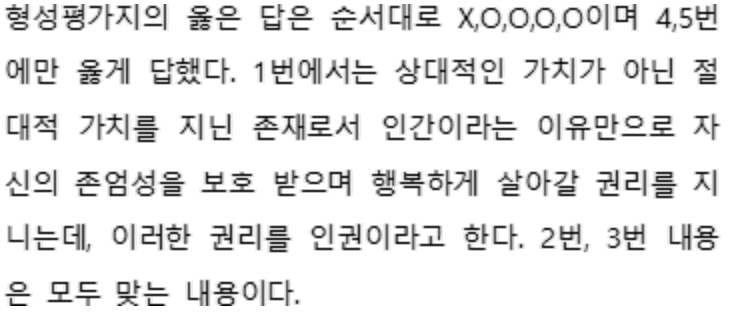 형성평가지의 옳은 답은 순서대로 X,O,O,O,O이며 4,5번
에만 옳게 답했다. 1번에서는 상대적인 가치가 아닌 절
대적 가치를 지닌 존재로서 인간이라는 이유만으로 자
신의 존엄성을 보호 받으며 행복하게 살아갈 권리를 지
니는데, 이러한 권리를 인권이라고 한다. 2번, 3번 내용
은 모두 맞는 내용이다.